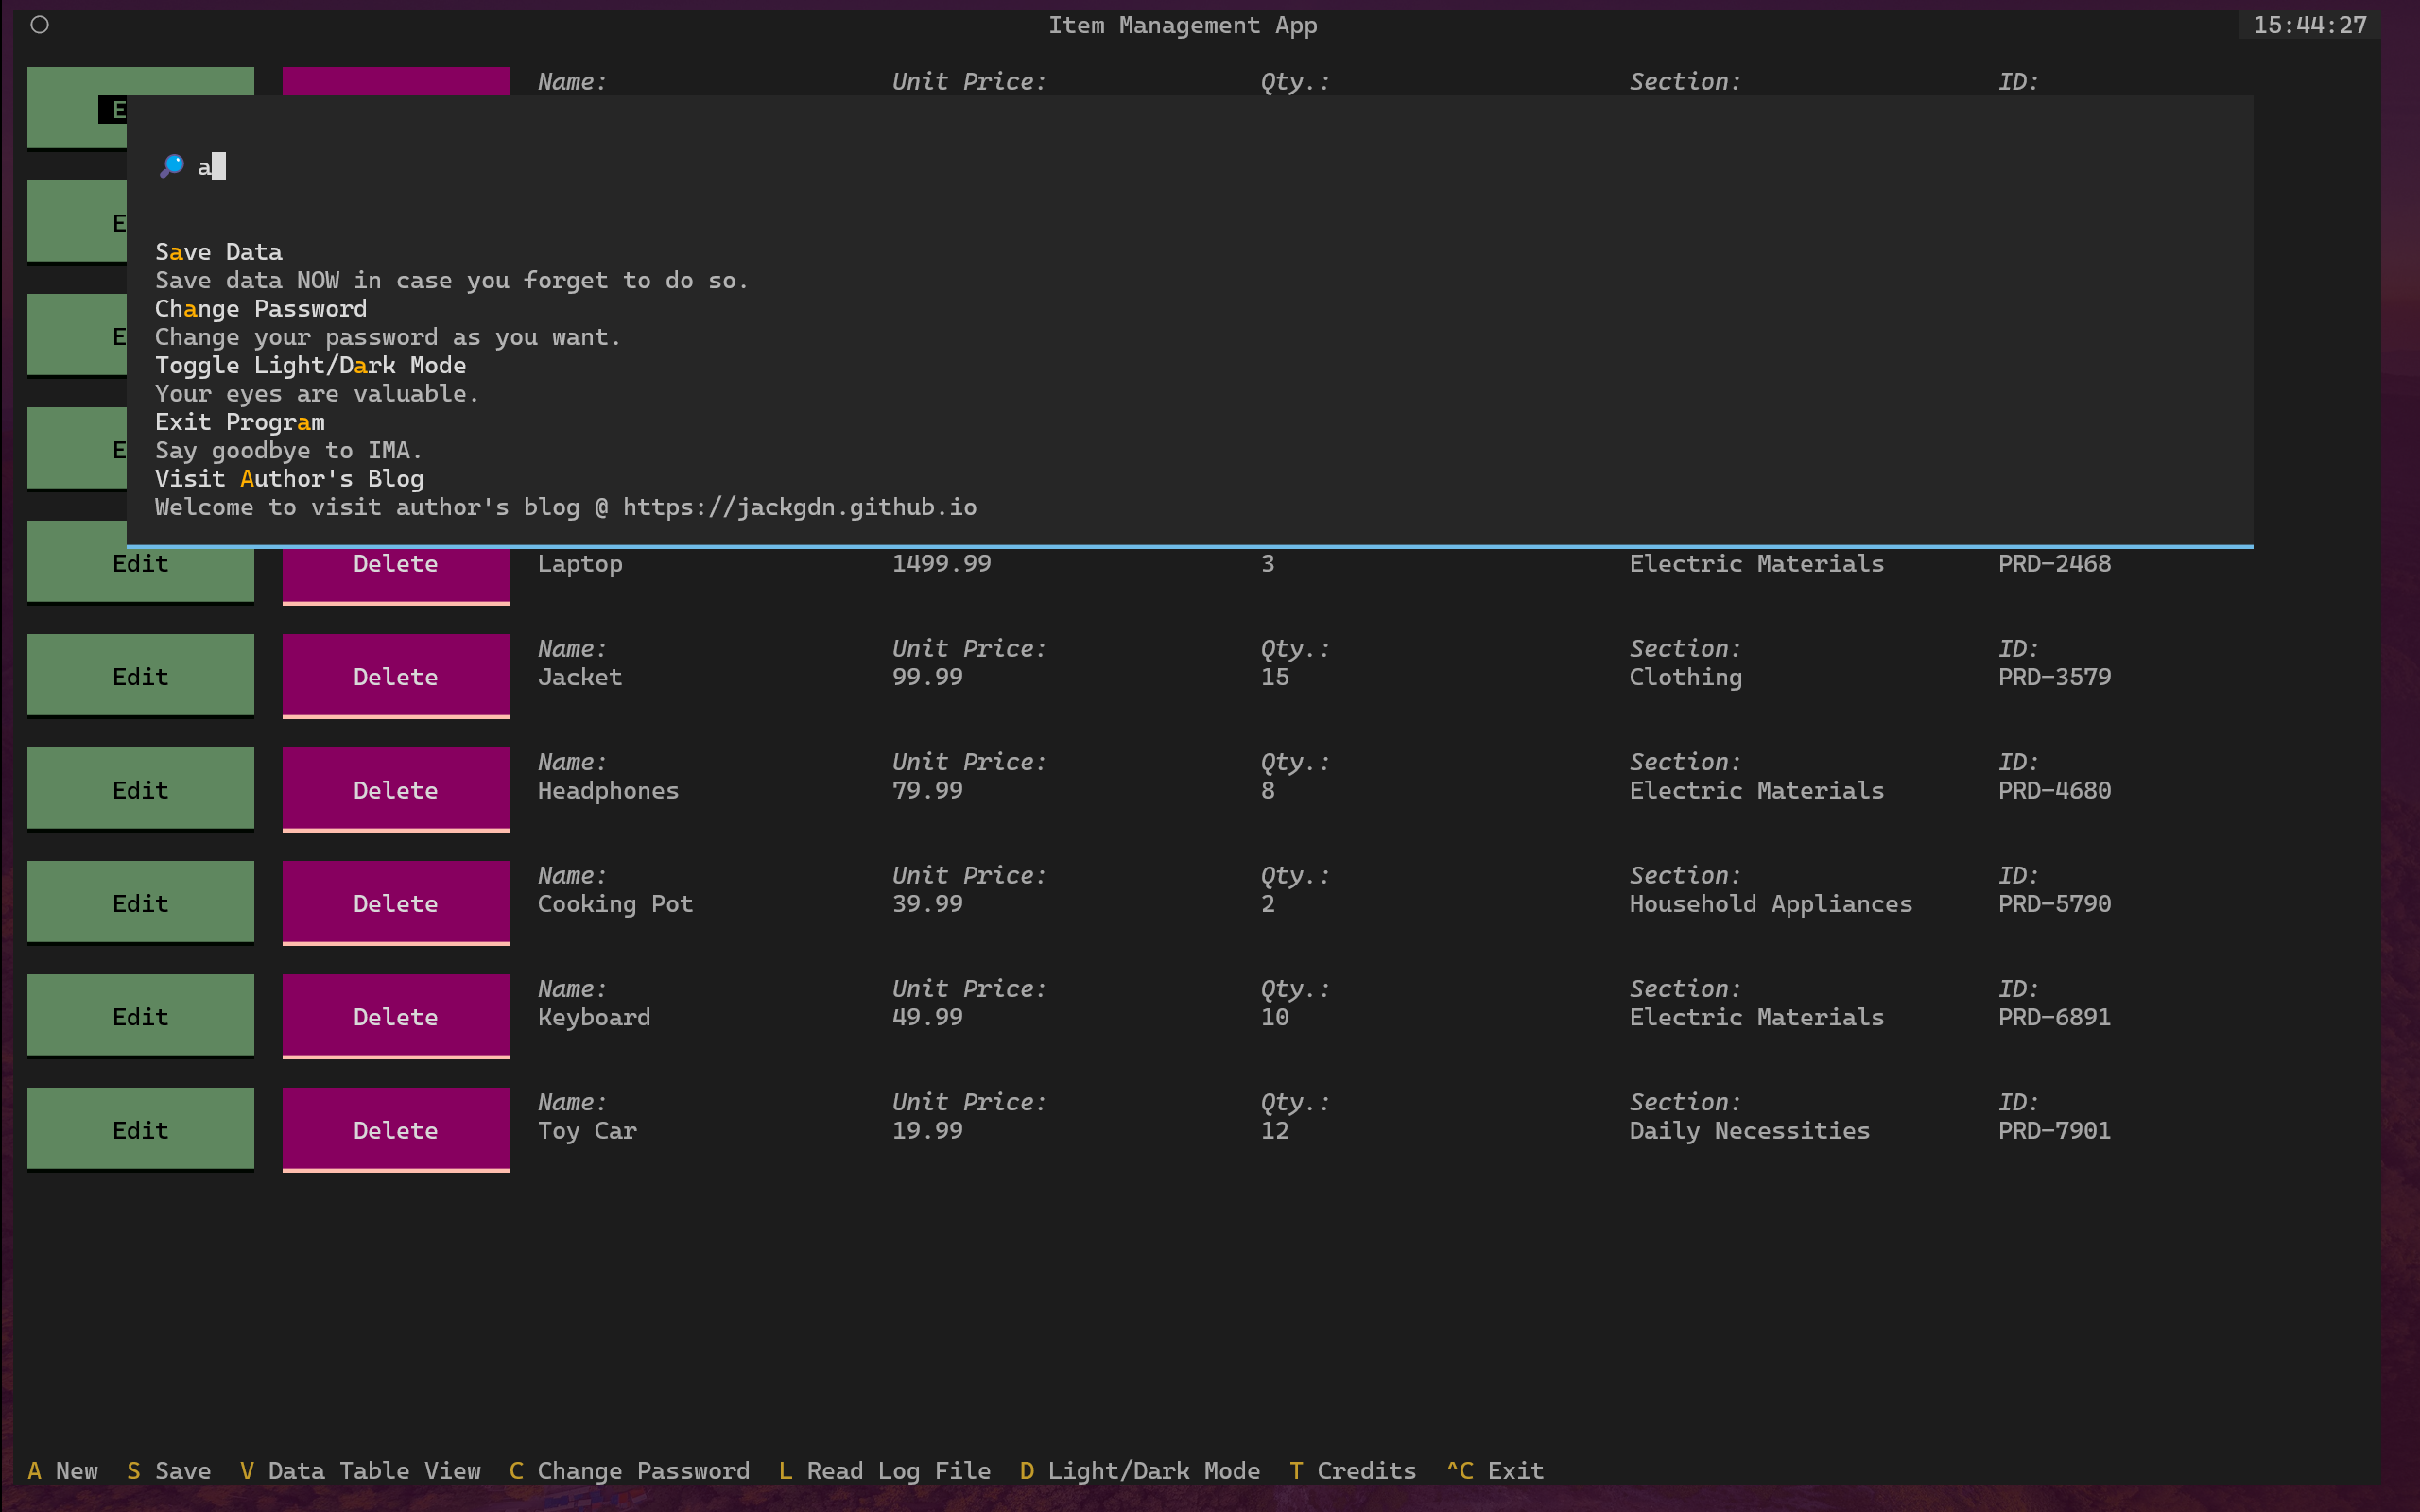 Item Management App 15:44:27
Name: Unit Price: Qty.: Section: ID:
E
a
E
Save Data
Save data NOW in case you forget to do so.
Change Password
E
Change your password as you want.
Toggle Light/Dark Mode
Your eyes are valuable.
Exit Program
E
Say goodbye to IMA.
Visit Author's Blog
Welcome to visit author's blog @ https://jackgdn.github.io
Edit Delete Laptop 1499.99 3 Electric Materials PRD-2468
Name: Unit Price: Qty.: Section: ID:
Edit Delete Jacket 99.99 15 Clothing PRD-3579
Name: Unit Price: Qty.: Section: ID:
Edit Delete Headphones 79.99 8 Electric Materials PRD-4680
Name: Unit Price: Qty.: Section: ID:
Edit Delete Cooking Pot 39.99 2 Household Appliances PRD-5790
Name: Unit Price: Qty.: Section: ID:
Edit Delete Keyboard 49.99 10 Electric Materials PRD-6891
Name: Unit Price: Qty.: Section: ID:
Edit Delete Toy Car 19.99 12 Daily Necessities PRD-7901
A New S Save V Data Table View C Change Password L Read Log File D Light/Dark Mode T Credits ^C Exit